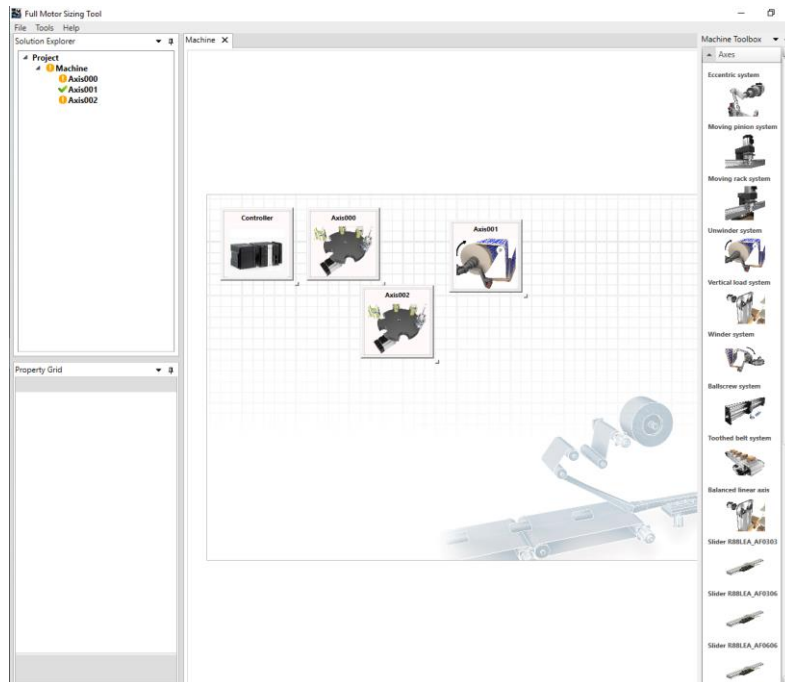 Full Motor Sizing Tool
File Tools Help
Solution Explorer
Project
Machine
Axis000
Axis001
Axis002
Property Grid
Machine X
Controller
Axis000
Axis001
Axis002
Machine Toolbox
Axes
Eccentric system
Moving pinion system
Moving rack system
Unwinder system
Vertical load system
Winder system
Ballscrew system
Toothed belt system
Balanced linear axis
Slider R88LEA_AF0303
Slider R88LEA_AF0306
Slider R88LEA_AF0606